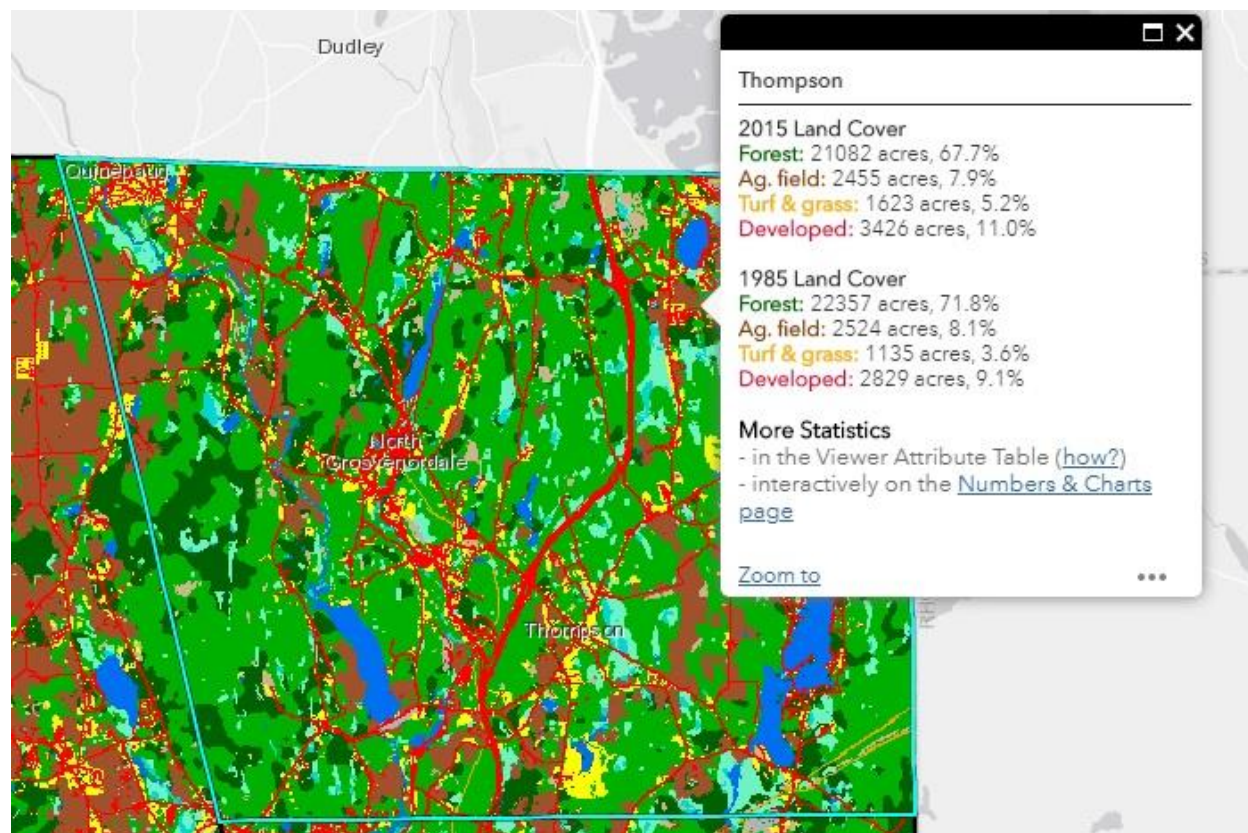 Dudley
Thompson
2015 Land Cover
Forest: 21082 acres, 67.7%
Ag. field: 2455 acres, 7.9%
Turf & grass: 1623 acres, 5.2%
Developed: 3426 acres, 11.0%
1985 Land Cover
Forest: 22357 acres, 71.8%
Ag. field: 2524 acres, 8.1%
Turf & grass: 1135 acres, 3.6%
Developed: 2829 acres, 9.1%
More Statistics
- in the Viewer Attribute Table (how?)
- interactively on the Numbers & Charts
page
Zoom to
Quinebaug
North
Grosvenordale
Thompson